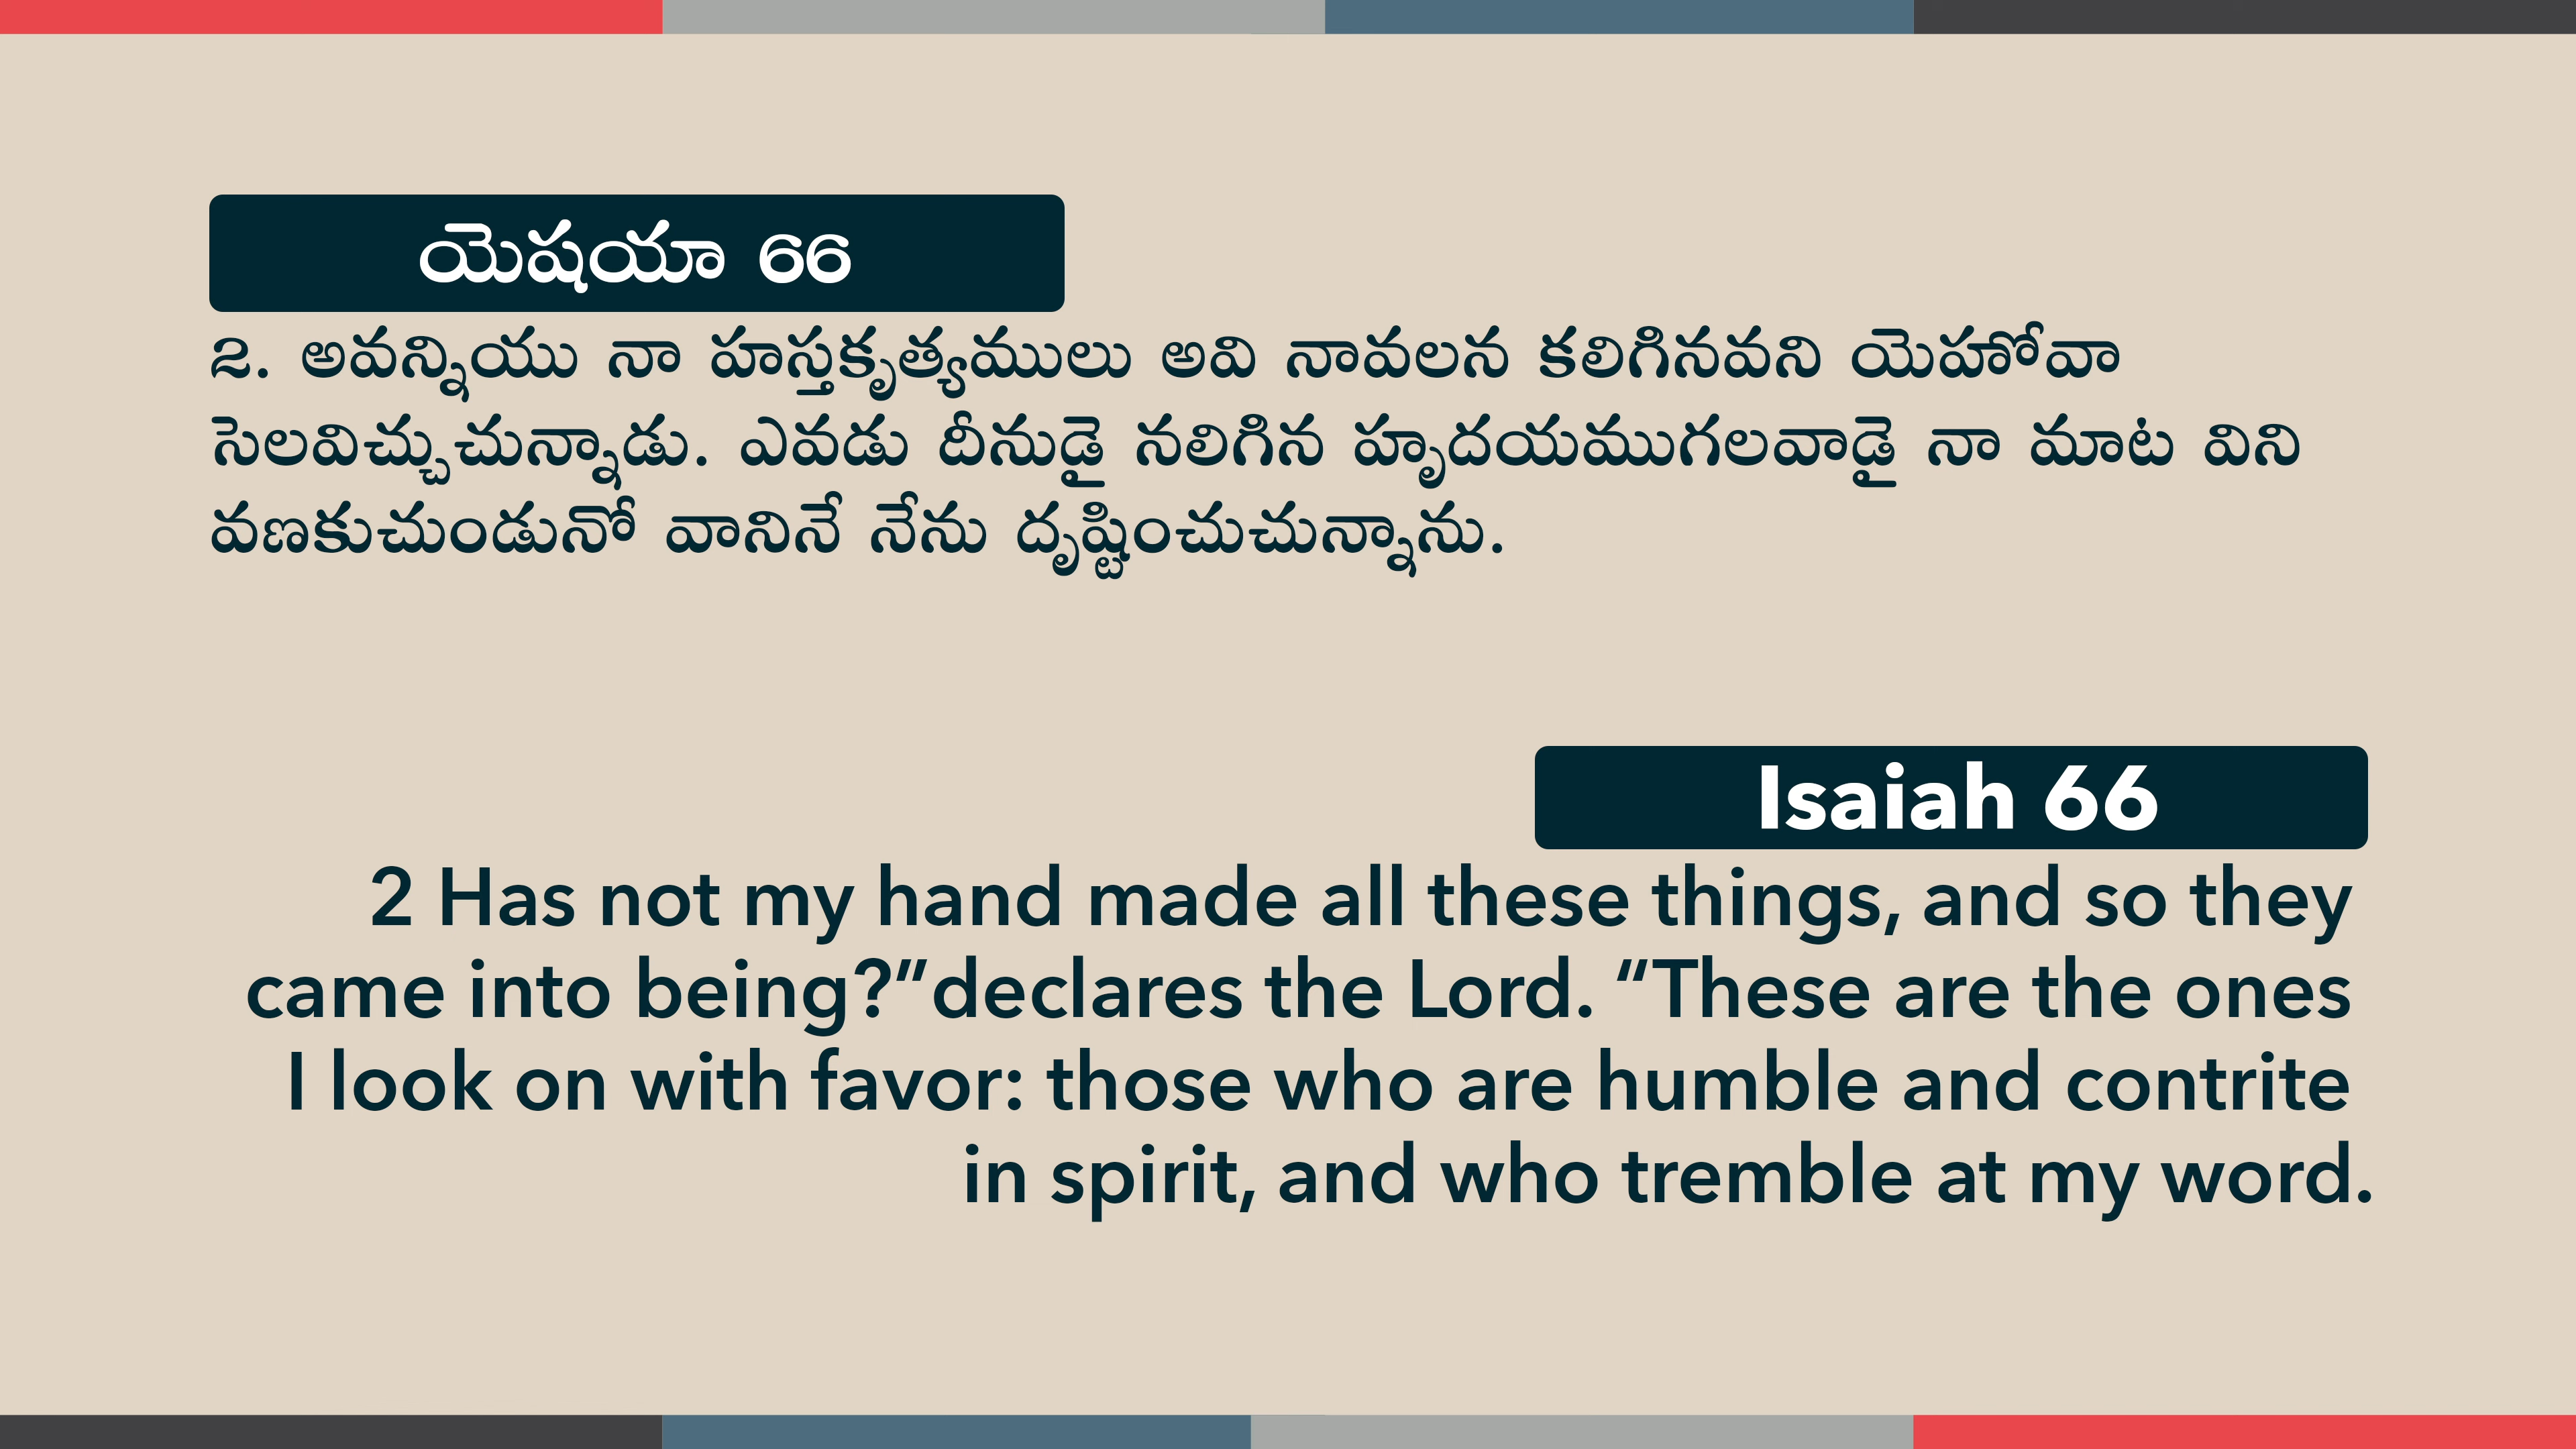 యెషయా 66
౨. అవన్నియు నా హస్తకృత్యములు అవి నావలన కలిగినవని యెహోవా
సెలవిచ్చుచున్నాడు. ఎవడు దీనుడై నలిగిన హృదయముగలవాడై నా మాట విని
వణకుచుండునో వానినే నేను దృష్టించుచున్నాను.
Isaiah 66
2 Has not my hand made all these things, and so they
came into being?”declares the Lord. “These are the ones
I look on with favor: those who are humble and contrite
in spirit, and who tremble at my word.